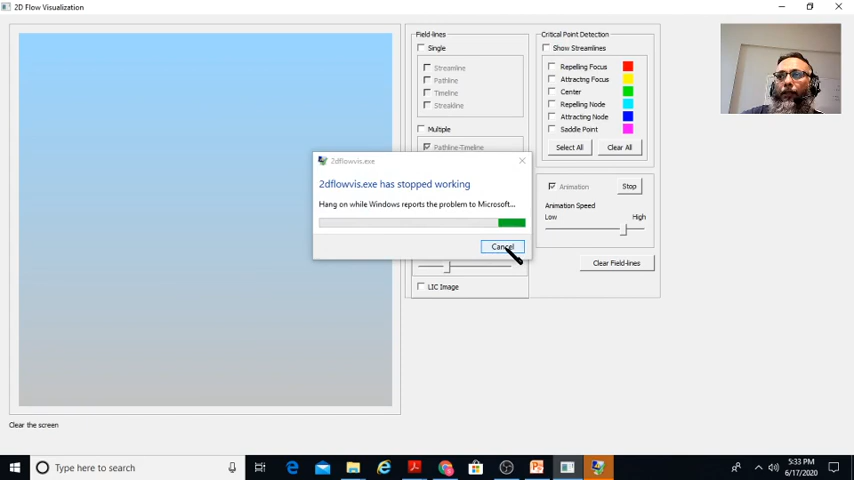 2D Flow Visualization
Field-lines
Single
Streamline
Pathline
Timeline
Streakline
Multiple
Pathline-Timeline
Critical Point Detection
Show Streamlines
Repelling Focus
Attractng Focus
Center
Repelling Node
Attracting Node
Saddle Point
Select All
Clear All
2dflowvis.exe
2dflowvis.exe has stopped working
Hang on while Windows reports the problem to Microsoft...
Cancel
Animation
Stop
Animation Speed
Low
High
Clear Field-lines
LIC Image
Clear the screen
Type here to search
5:33 PM
6/17/2020